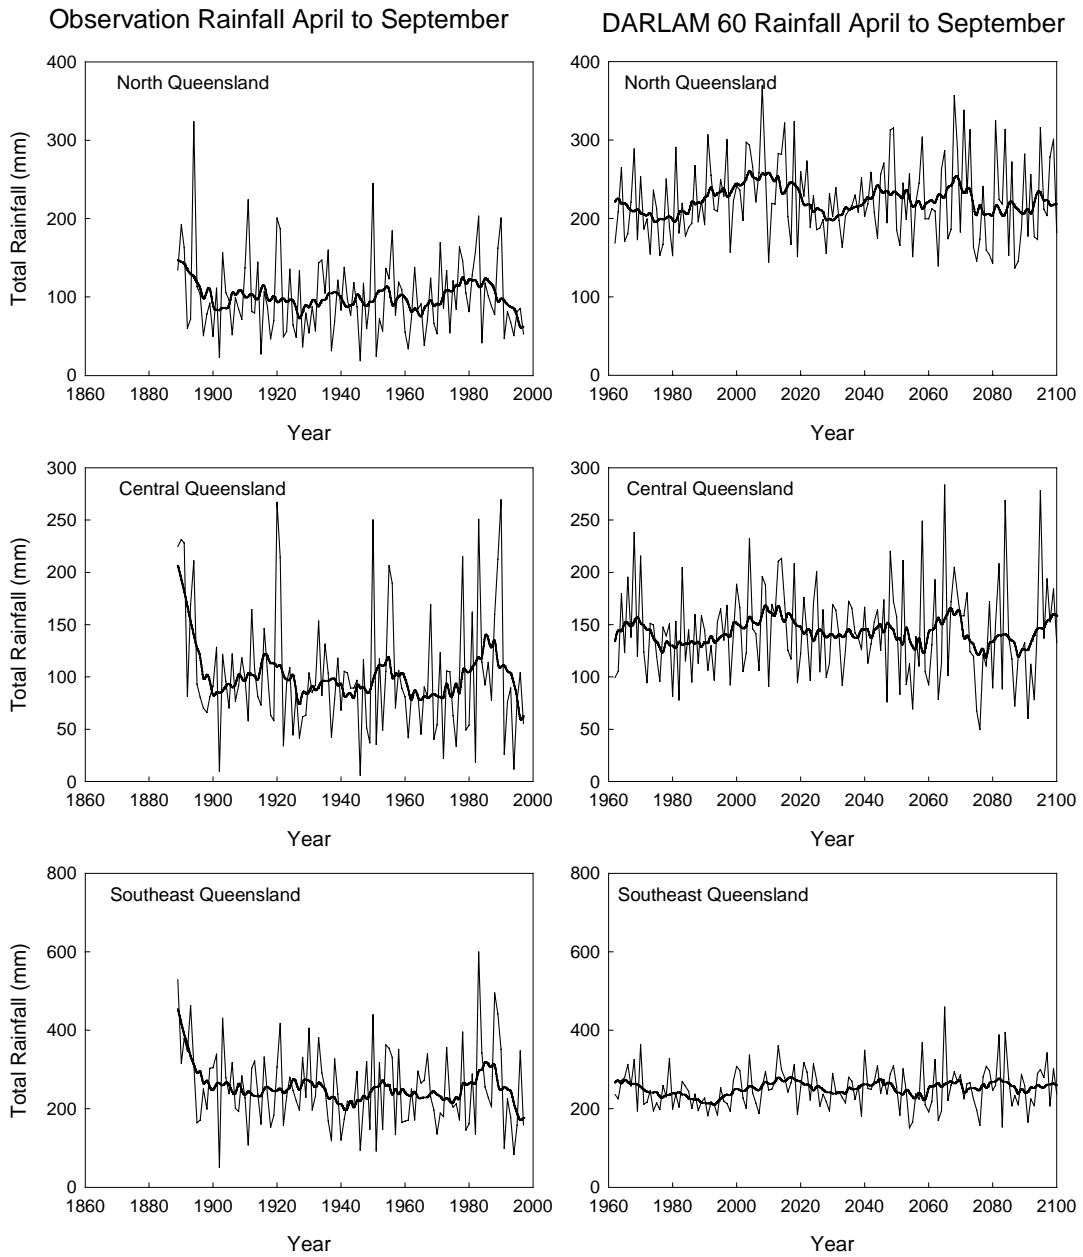 Observation Rainfall April to September
DARLAM 60 Rainfall April to September
North Queensland
Total Rainfall (mm)
400
300
200
100
0
1860 1880 1900 1920 1940 1960 1980 2000
Year
North Queensland
400
300
200
100
0
1960 1980 2000 2020 2040 2060 2080 2100
Year
Central Queensland
Total Rainfall (mm)
300
250
200
150
100
50
0
1860 1880 1900 1920 1940 1960 1980 2000
Year
Central Queensland
300
250
200
150
100
50
0
1960 1980 2000 2020 2040 2060 2080 2100
Year
Southeast Queensland
Total Rainfall (mm)
800
600
400
200
0
1860 1880 1900 1920 1940 1960 1980 2000
Year
Southeast Queensland
800
600
400
200
0
1960 1980 2000 2020 2040 2060 2080 2100
Year